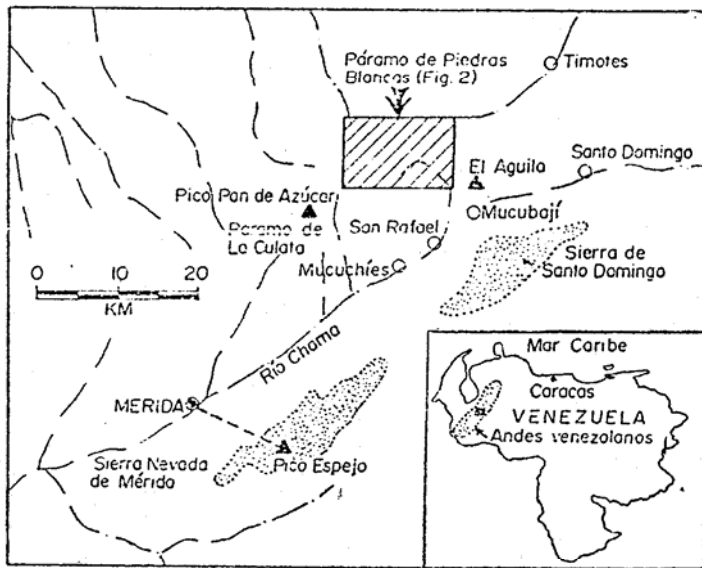 Páramo de Piedras
Blancas (Fig. 2)
Timotes
El Aguila
Santo Domingo
Pico Pan de Azúcar
Mucubají
Paramo de
La Culata
San Rafael
Mucuchíes
Sierra de
Santo Domingo
0 10 20
KM
Río Chama
MERIDA
Sierra Nevada
de Mérida
Pico Espejo
Mar Caribe
Caracas
VENEZUELA
Andes venezolanos